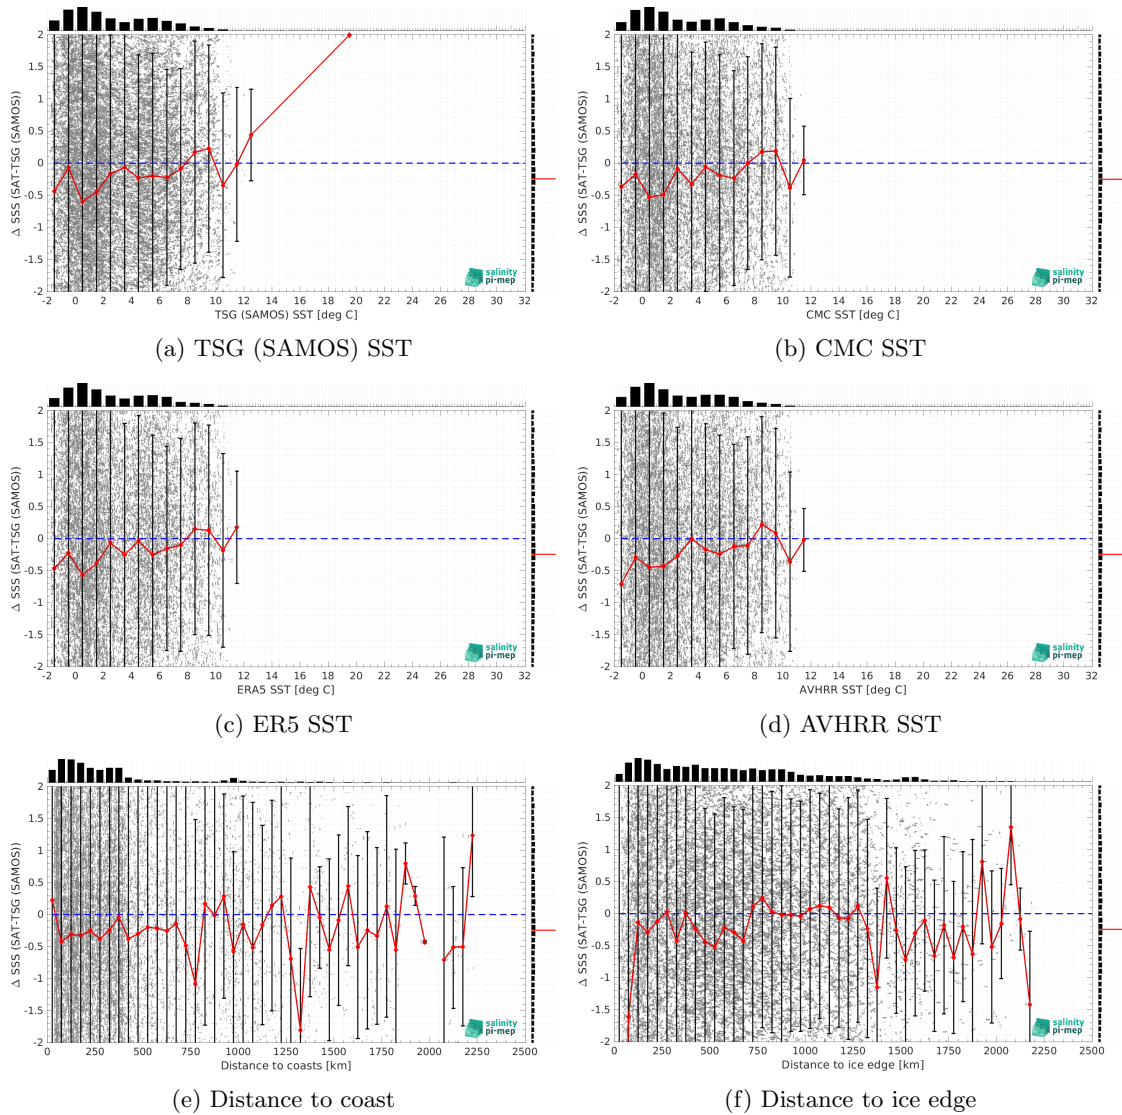 2
1.5
1
0.5
0
-0.5
-1
-1.5
-2
Δ SSS (SAT-TSG (SAMOS))
salinity
pi-mep
-2 0 2 4 6 8 10 12 14 16 18 20 22 24 26 28 30 32
TSG (SAMOS) SST [deg C]
(a) TSG (SAMOS) SST
2
1.5
1
0.5
0
-0.5
-1
-1.5
-2
Δ SSS (SAT-TSG (SAMOS))
salinity
pi-mep
-2 0 2 4 6 8 10 12 14 16 18 20 22 24 26 28 30 32
CMC SST [deg C]
(b) CMC SST
2
1.5
1
0.5
0
-0.5
-1
-1.5
-2
Δ SSS (SAT-TSG (SAMOS))
salinity
pi-mep
-2 0 2 4 6 8 10 12 14 16 18 20 22 24 26 28 30 32
ERA5 SST [deg C]
(c) ER5 SST
2
1.5
1
0.5
0
-0.5
-1
-1.5
-2
Δ SSS (SAT-TSG (SAMOS))
salinity
pi-mep
-2 0 2 4 6 8 10 12 14 16 18 20 22 24 26 28 30 32
AVHRR SST [deg C]
(d) AVHRR SST
2
1.5
1
0.5
0
-0.5
-1
-1.5
-2
Δ SSS (SAT-TSG (SAMOS))
salinity
pi-mep
0 250 500 750 1000 1250 1500 1750 2000 2250 2500
Distance to coasts [km]
(e) Distance to coast
2
1.5
1
0.5
0
-0.5
-1
-1.5
-2
Δ SSS (SAT-TSG (SAMOS))
salinity
pi-mep
0 250 500 750 1000 1250 1500 1750 2000 2250 2500
Distance to ice edge [km]
(f) Distance to ice edge